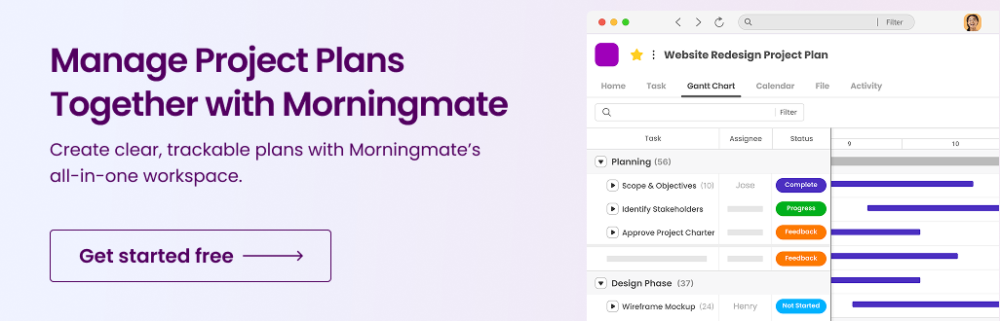 Manage Project Plans
Together with Morningmate
Create clear, trackable plans with Morningmate’s
all-in-one workspace.
Get started free
Filter
Website Redesign Project Plan
Home Task Gantt Chart Calendar File Activity
Filter
Task Assignee Status 9 10
Planning (56)
Scope & Objectives (10) Jose Complete
Identify Stakeholders Progress
Approve Project Charter Feedback
Feedback
Design Phase (37)
Wireframe Mockup (24) Henry Not Started